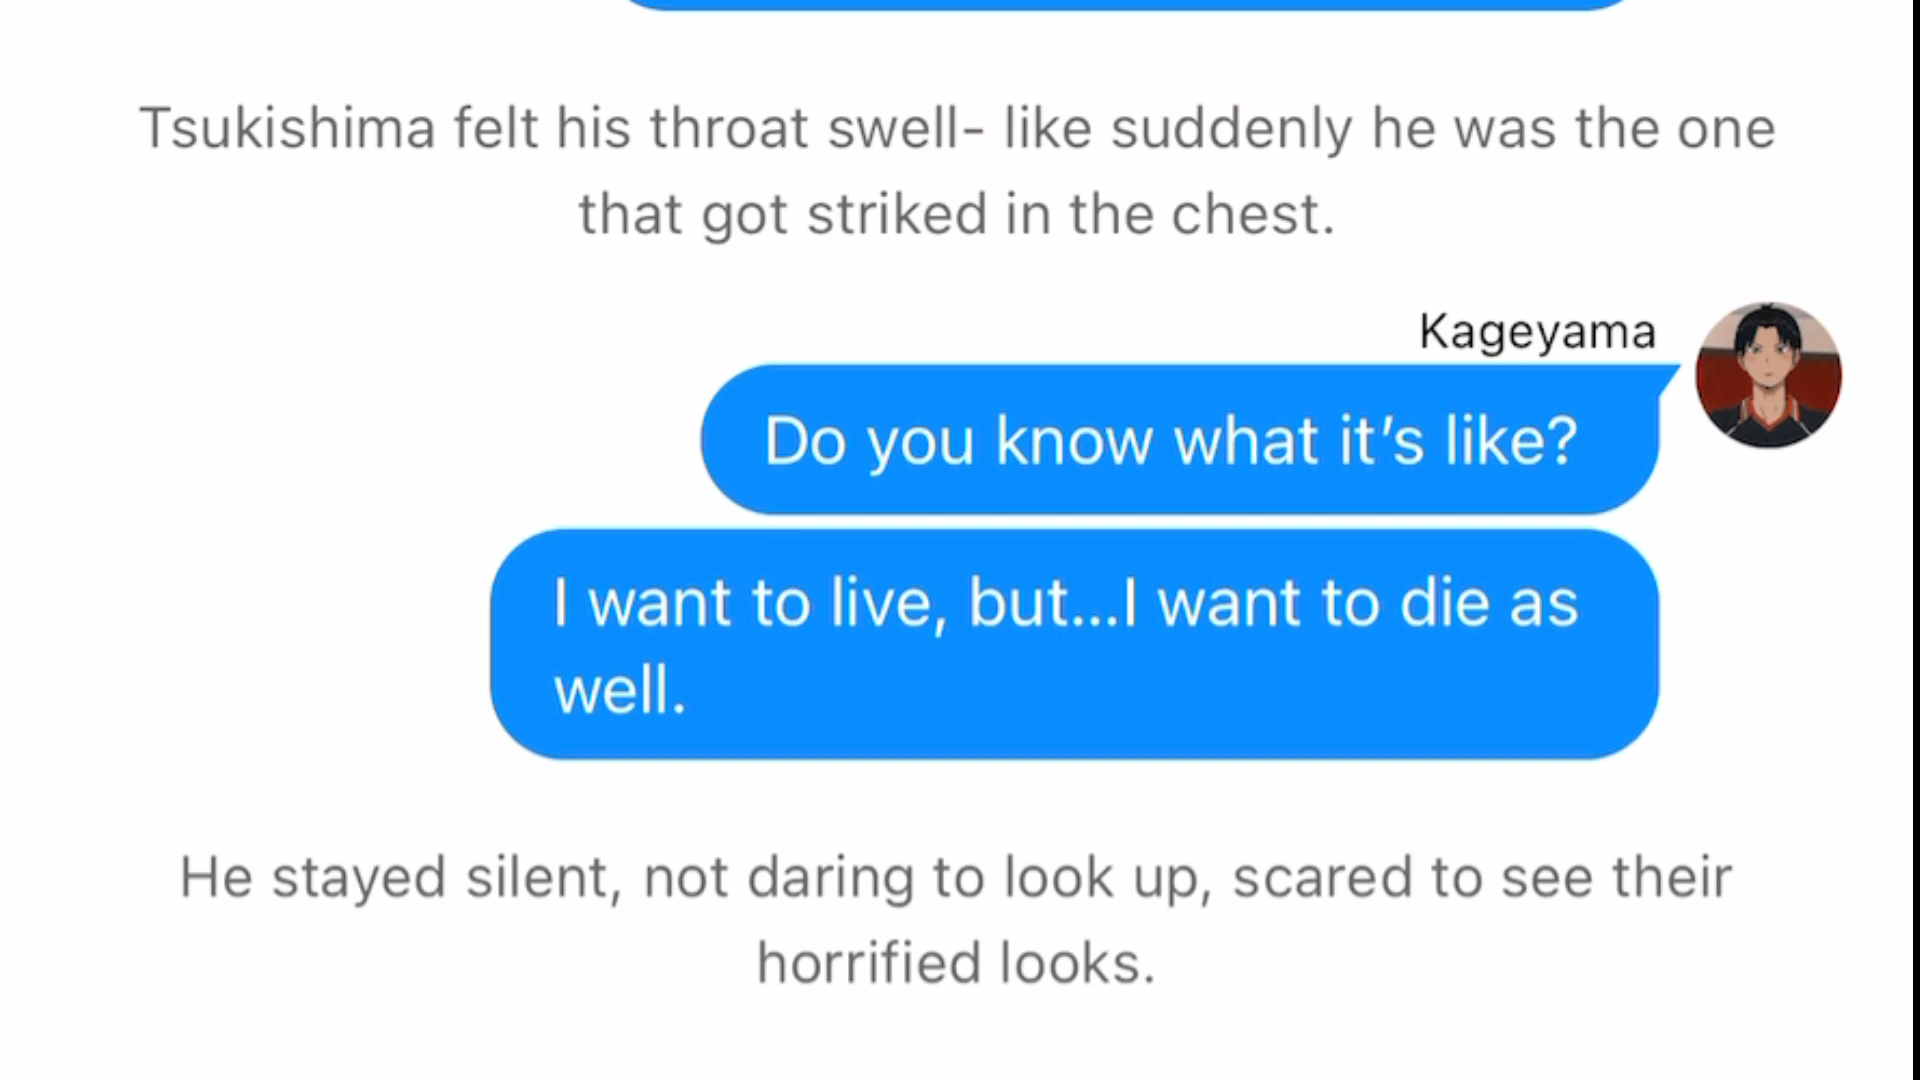 Tsukishima felt his throat swell- like suddenly he was the one
that got striked in the chest.
Kageyama
Do you know what it’s like?
I want to live, but...I want to die as
well.
He stayed silent, not daring to look up, scared to see their
horrified looks.